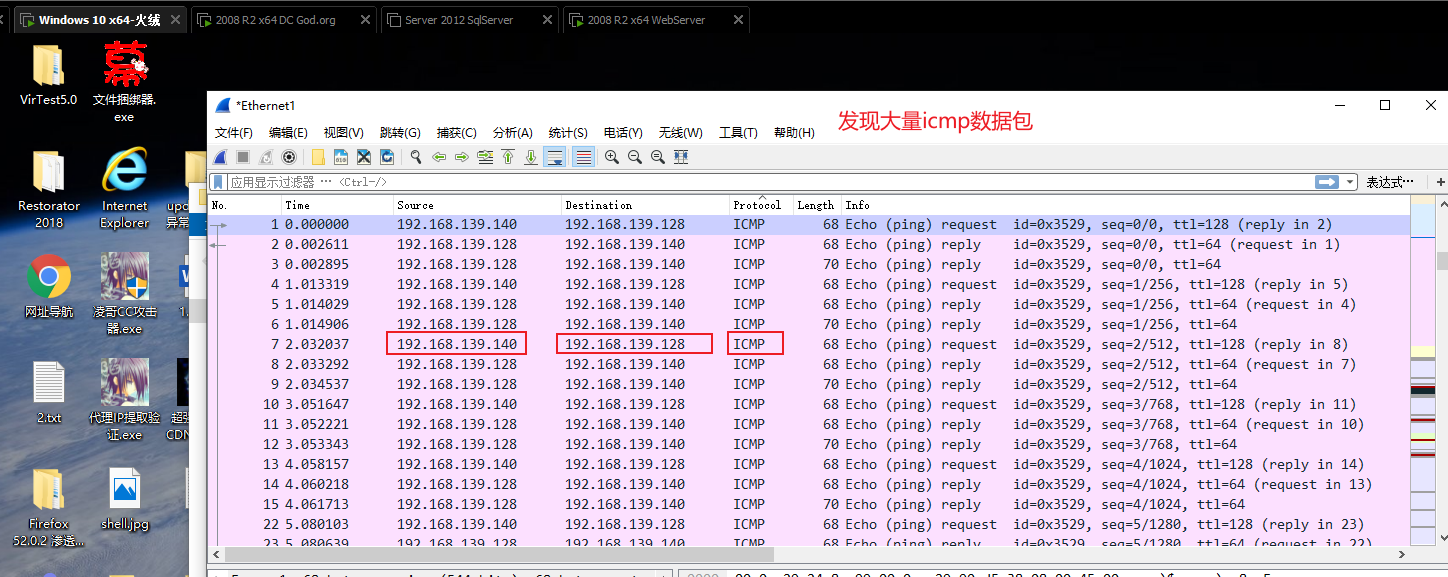 Windows 10 x64-火绒
2008 R2 x64 DC God.org
Server 2012 SqlServer
2008 R2 x64 WebServer
VirTest5.0
文件捆绑器.
exe
Restorator
2018
Internet
Explorer
网址导航
凌哥CC攻击
器.exe
2.txt
代理IP提取验
证.exe
Firefox
52.0.2 渗透...
shell.jpg
*Ethernet1
文件(F) 编辑(E) 视图(V) 跳转(G) 捕获(C) 分析(A) 统计(S) 电话(Y) 无线(W) 工具(T) 帮助(H)
发现大量icmp数据包
应用显示过滤器 … <Ctrl-/>
表达式…
No. Time Source Destination Protocol Length Info
1 0.000000 192.168.139.140 192.168.139.128 ICMP 68 Echo (ping) request id=0x3529, seq=0/0, ttl=128 (reply in 2)
2 0.002611 192.168.139.128 192.168.139.140 ICMP 68 Echo (ping) reply id=0x3529, seq=0/0, ttl=64 (request in 1)
3 0.002895 192.168.139.128 192.168.139.140 ICMP 70 Echo (ping) reply id=0x3529, seq=0/0, ttl=64
4 1.013319 192.168.139.140 192.168.139.128 ICMP 68 Echo (ping) request id=0x3529, seq=1/256, ttl=128 (reply in 5)
5 1.014029 192.168.139.128 192.168.139.140 ICMP 68 Echo (ping) reply id=0x3529, seq=1/256, ttl=64 (request in 4)
6 1.014906 192.168.139.128 192.168.139.140 ICMP 70 Echo (ping) reply id=0x3529, seq=1/256, ttl=64
7 2.032037 192.168.139.140 192.168.139.128 ICMP 68 Echo (ping) request id=0x3529, seq=2/512, ttl=128 (reply in 8)
8 2.033292 192.168.139.128 192.168.139.140 ICMP 68 Echo (ping) reply id=0x3529, seq=2/512, ttl=64 (request in 7)
9 2.034537 192.168.139.128 192.168.139.140 ICMP 70 Echo (ping) reply id=0x3529, seq=2/512, ttl=64
10 3.051647 192.168.139.140 192.168.139.128 ICMP 68 Echo (ping) request id=0x3529, seq=3/768, ttl=128 (reply in 11)
11 3.052221 192.168.139.128 192.168.139.140 ICMP 68 Echo (ping) reply id=0x3529, seq=3/768, ttl=64 (request in 10)
12 3.053343 192.168.139.128 192.168.139.140 ICMP 70 Echo (ping) reply id=0x3529, seq=3/768, ttl=64
13 4.058157 192.168.139.140 192.168.139.128 ICMP 68 Echo (ping) request id=0x3529, seq=4/1024, ttl=128 (reply in 14)
14 4.060218 192.168.139.128 192.168.139.140 ICMP 68 Echo (ping) reply id=0x3529, seq=4/1024, ttl=64 (request in 13)
15 4.061713 192.168.139.128 192.168.139.140 ICMP 70 Echo (ping) reply id=0x3529, seq=4/1024, ttl=64
22 5.080103 192.168.139.140 192.168.139.128 ICMP 68 Echo (ping) request id=0x3529, seq=5/1280, ttl=128 (reply in 23)
23 5.080639 192.168.139.128 192.168.139.140 ICMP 68 Echo (ping) reply id=0x3529, seq=5/1280, ttl=64 (request in 22)